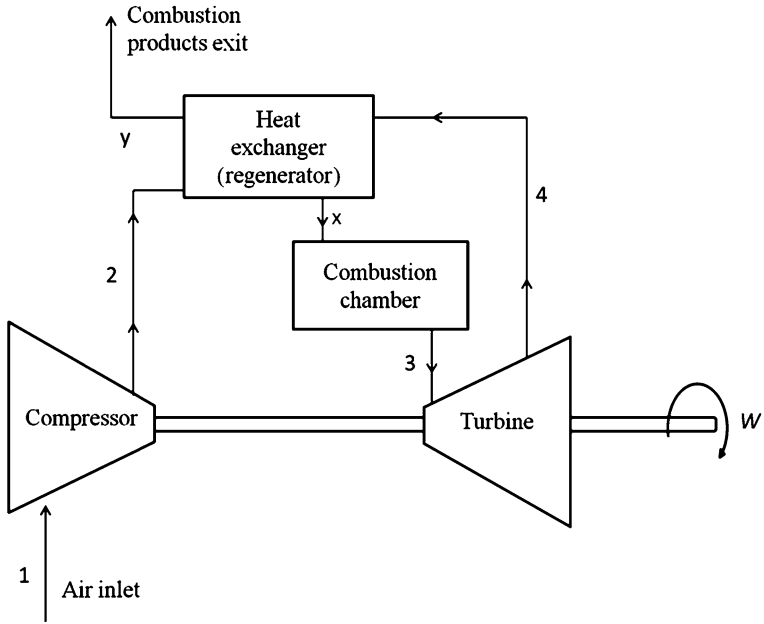 Combustion
products exit
y
Heat
exchanger
(regenerator)
x
4
2
Combustion
chamber
3
Compressor
Turbine
W
1
Air inlet